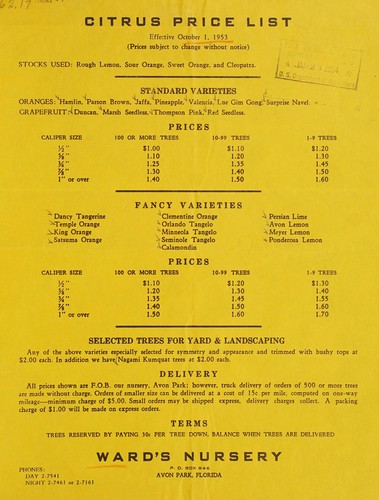 62.19
CITRUS PRICE LIST
Effective October 1, 1953
(Prices subject to change without notice)
STOCKS USED: Rough Lemon, Sour Orange, Sweet Orange, and Cleopatra.
STANDARD VARIETIES
ORANGES: Hamlin, Parson Brown, Jaffa, Pineapple, Valencia, Lue Gim Gong, Surprise Navel.
GRAPEFRUIT: Duncan, Marsh Seedless, Thompson Pink, Red Seedless.
PRICES
CALIPER SIZE 100 OR MORE TREES 10-99 TREES 1-9 TREES
½" $1.00 $1.10 $1.20
⅝" 1.10 1.20 1.30
¾" 1.25 1.35 1.45
⅞" 1.30 1.40 1.50
1" or over 1.40 1.50 1.60
FANCY VARIETIES
Dancy Tangerine Clementine Orange Persian Lime
Temple Orange Orlando Tangelo Avon Lemon
King Orange Minneola Tangelo Meyer Lemon
Satsuma Orange Seminole Tangelo Ponderosa Lemon
Calamondin
PRICES
CALIPER SIZE 100 OR MORE TREES 10-99 TREES 1-9 TREES
½" $1.10 $1.20 $1.30
⅝" 1.20 1.30 1.40
¾" 1.35 1.45 1.55
⅞" 1.40 1.50 1.60
1" or over 1.50 1.60 1.70
SELECTED TREES FOR YARD & LANDSCAPING
Any of the above varieties especially selected for symmetry and appearance and trimmed with bushy tops at
$2.00 each. In addition we have Nagami Kumquat trees at $2.00 each.
DELIVERY
All prices shown are F.O.B. our nursery, Avon Park; however, truck delivery of orders of 500 or more trees
are made without charge. Orders of smaller size can be delivered at a cost of 15c per mile, computed on one-way
mileage—minimum charge of $5.00. Small orders may be shipped express, delivery charges collect. A packing
charge of $1.00 will be made on express orders.
TERMS
TREES RESERVED BY PAYING 30c PER TREE DOWN, BALANCE WHEN TREES ARE DELIVERED
WARD'S NURSERY
P. O. BOX 846
AVON PARK, FLORIDA
PHONES:
DAY 2-7541
NIGHT 2-7461 or 2-7161